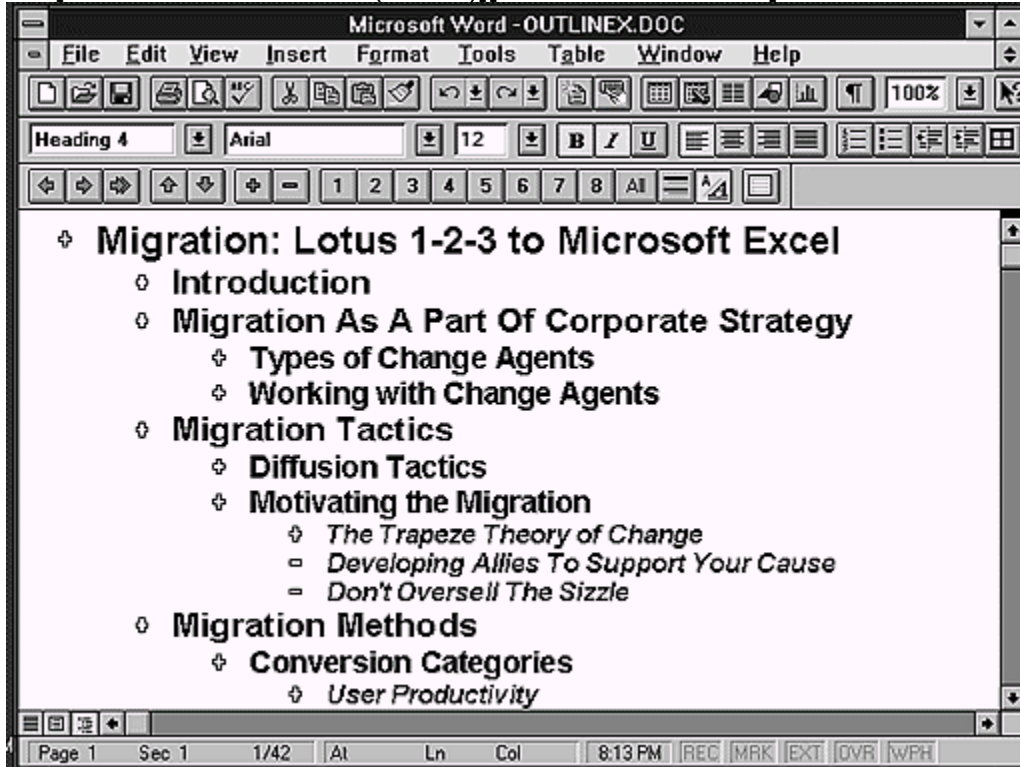 Microsoft Word - OUTLINEX.DOC
File Edit View Insert Format Tools Table Window Help
100%
Heading 4 Arial 12 B I U
1 2 3 4 5 6 7 8 All
Migration: Lotus 1-2-3 to Microsoft Excel
Introduction
Migration As A Part Of Corporate Strategy
Types of Change Agents
Working with Change Agents
Migration Tactics
Diffusion Tactics
Motivating the Migration
The Trapeze Theory of Change
Developing Allies To Support Your Cause
Don't Oversell The Sizzle
Migration Methods
Conversion Categories
User Productivity
Page 1 Sec 1 1/42 At Ln Col 8:13 PM REC MRK EXT OVR WPH